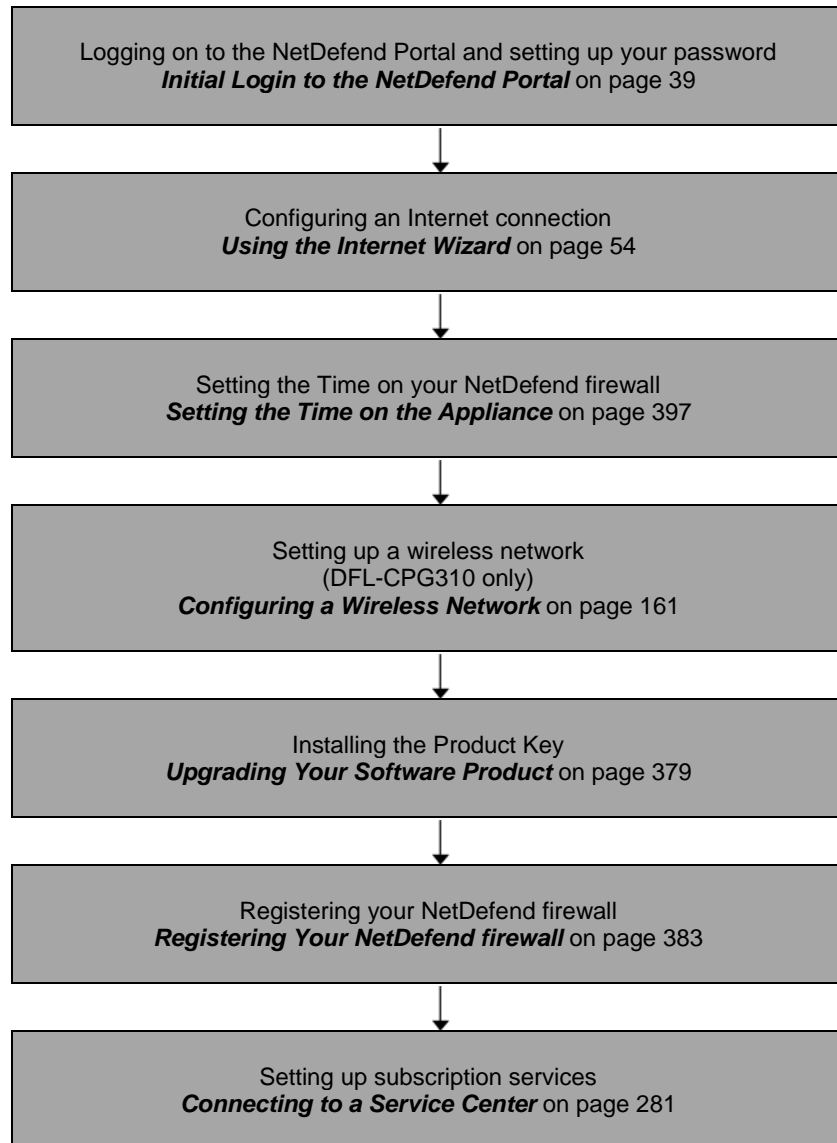 Logging on to the NetDefend Portal and setting up your password
Initial Login to the NetDefend Portal on page 39
Configuring an Internet connection
Using the Internet Wizard on page 54
Setting the Time on your NetDefend firewall
Setting the Time on the Appliance on page 397
Setting up a wireless network
(DFL-CPG310 only)
Configuring a Wireless Network on page 161
Installing the Product Key
Upgrading Your Software Product on page 379
Registering your NetDefend firewall
Registering Your NetDefend firewall on page 383
Setting up subscription services
Connecting to a Service Center on page 281